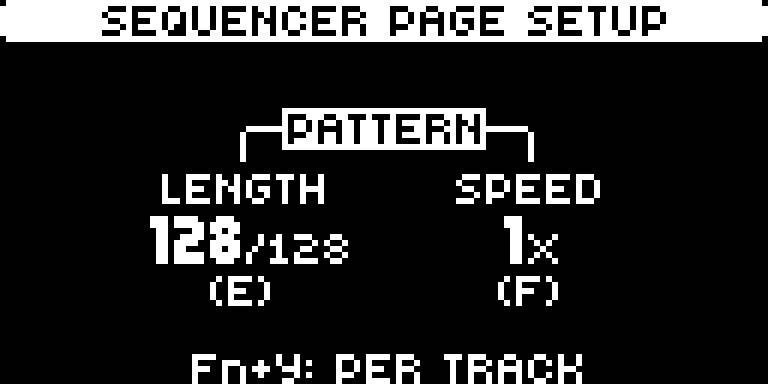 SEQUENCER PAGE SETUP
PATTERN
LENGTH SPEED
128/128 1x
(E) (F)
Fn+Y: PER TRACK